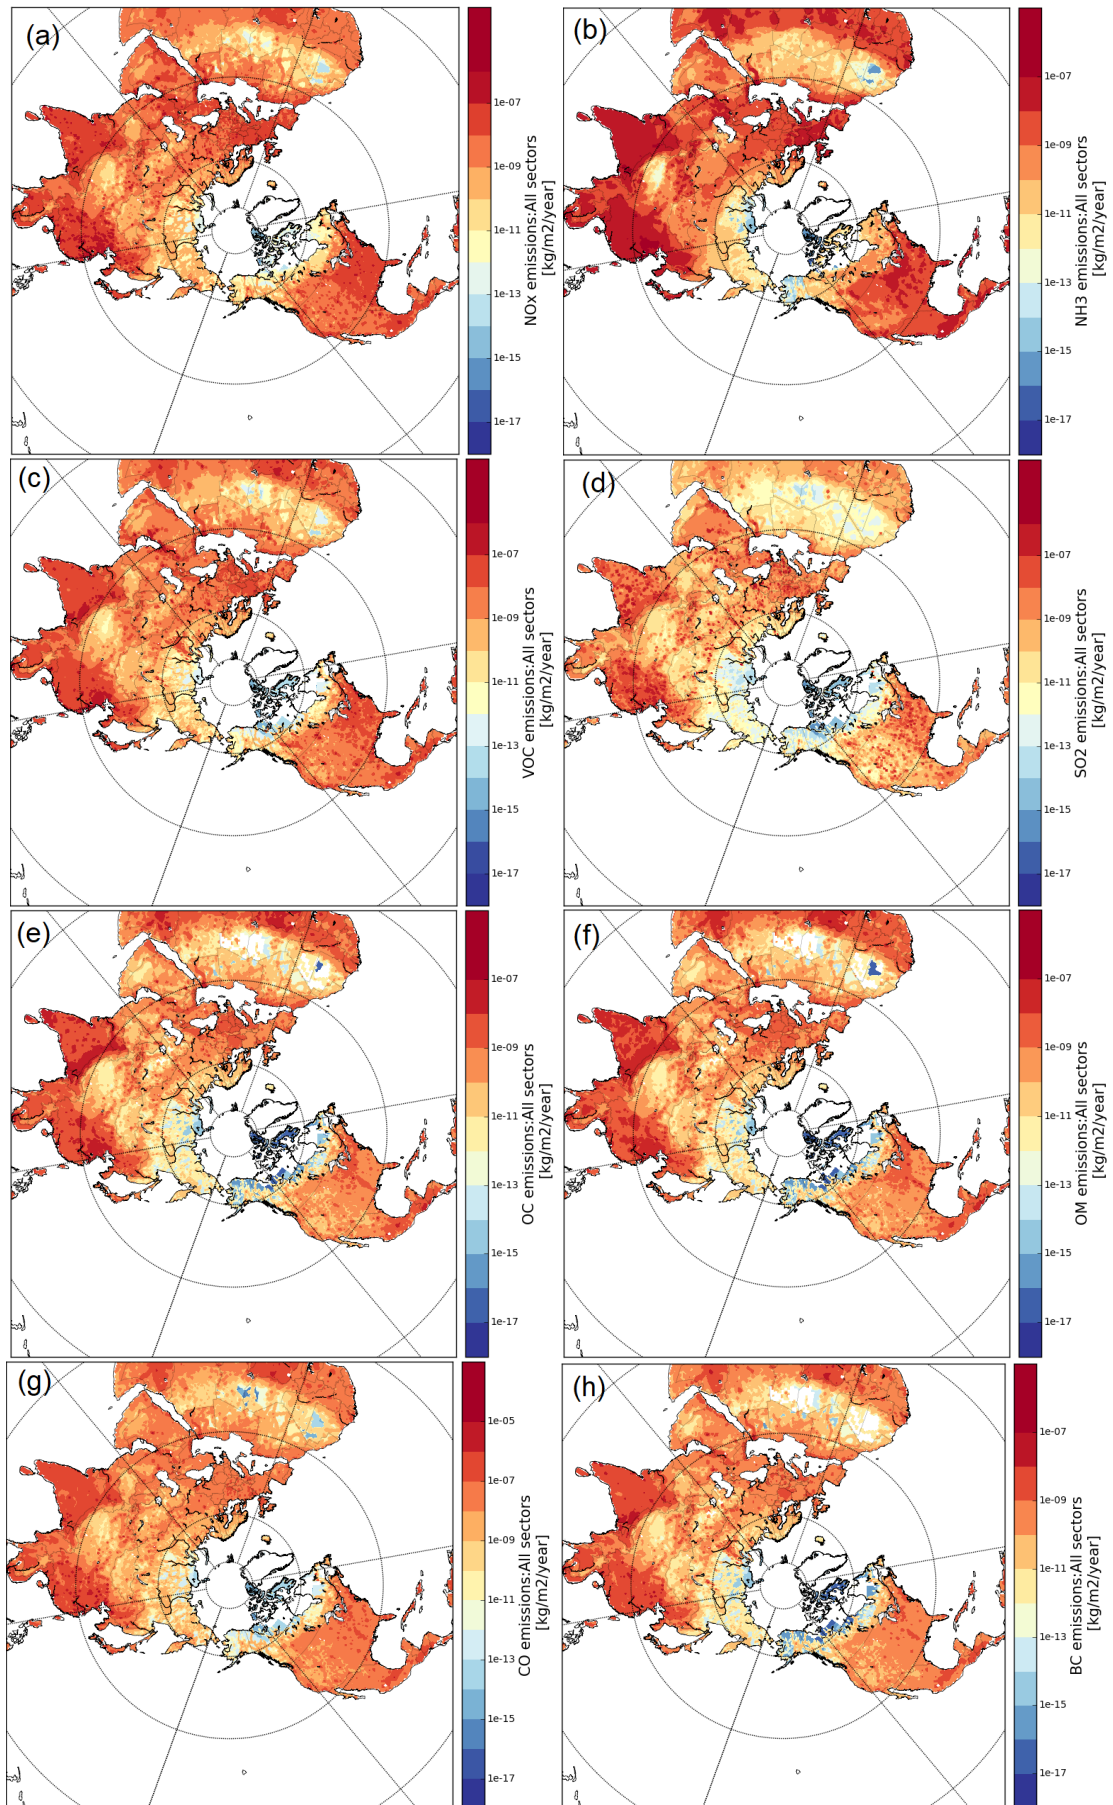 (a)
1e-07
1e-09
1e-11
1e-13
1e-15
1e-17
NOx emissions:All sectors
[kg/m2/year]
(b)
1e-07
1e-09
1e-11
1e-13
1e-15
1e-17
NH3 emissions:All sectors
[kg/m2/year]
(c)
1e-07
1e-09
1e-11
1e-13
1e-15
1e-17
VOC emissions:All sectors
[kg/m2/year]
(d)
1e-07
1e-09
1e-11
1e-13
1e-15
1e-17
SO2 emissions:All sectors
[kg/m2/year]
(e)
1e-07
1e-09
1e-11
1e-13
1e-15
1e-17
OC emissions:All sectors
[kg/m2/year]
(f)
1e-07
1e-09
1e-11
1e-13
1e-15
1e-17
OM emissions:All sectors
[kg/m2/year]
(g)
1e-05
1e-07
1e-09
1e-11
1e-13
1e-15
1e-17
CO emissions:All sectors
[kg/m2/year]
(h)
1e-07
1e-09
1e-11
1e-13
1e-15
1e-17
BC emissions:All sectors
[kg/m2/year]